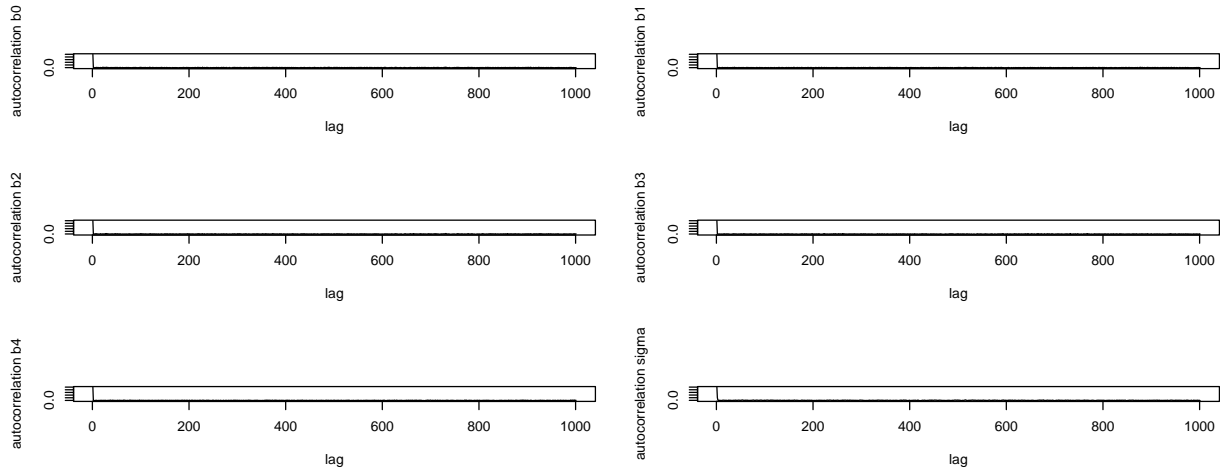 autocorrelation b0
0.0
0 200 400 600 800 1000
lag
autocorrelation b1
0.0
0 200 400 600 800 1000
lag
autocorrelation b2
0.0
0 200 400 600 800 1000
lag
autocorrelation b3
0.0
0 200 400 600 800 1000
lag
autocorrelation b4
0.0
0 200 400 600 800 1000
lag
autocorrelation sigma
0.0
0 200 400 600 800 1000
lag